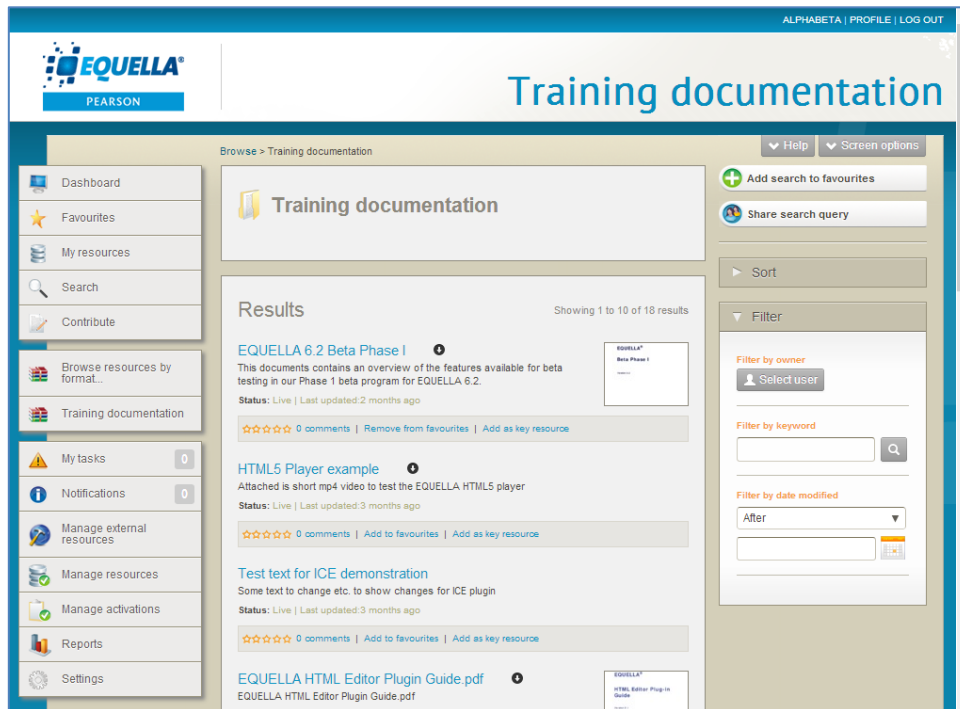 ALPHABETA | PROFILE | LOG OUT
EQUELLA®
PEARSON
Training documentation
Browse > Training documentation
Help
Screen options
Dashboard
Favourites
My resources
Search
Contribute
Browse resources by
format...
Training documentation
My tasks 0
Notifications 0
Manage external
resources
Manage resources
Manage activations
Reports
Settings
Training documentation
Results
Showing 1 to 10 of 18 results
EQUELLA 6.2 Beta Phase I
This documents contains an overview of the features available for beta
testing in our Phase 1 beta program for EQUELLA 6.2.
Status: Live | Last updated:2 months ago
EQUELLA®
Beta Phase I
0 comments | Remove from favourites | Add as key resource
HTML5 Player example
Attached is short mp4 video to test the EQUELLA HTML5 player
Status: Live | Last updated:3 months ago
0 comments | Add to favourites | Add as key resource
Test text for ICE demonstration
Some text to change etc. to show changes for ICE plugin
Status: Live | Last updated:3 months ago
0 comments | Add to favourites | Add as key resource
EQUELLA HTML Editor Plugin Guide.pdf
EQUELLA HTML Editor Plugin Guide.pdf
EQUELLA®
HTML Editor Plug-in
Guide
Add search to favourites
Share search query
Sort
Filter
Filter by owner
Select user
Filter by keyword
Filter by date modified
After